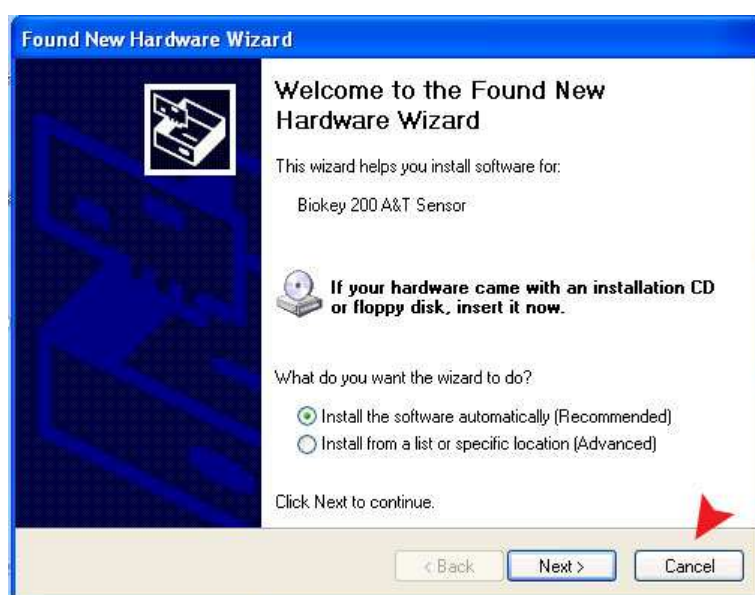 Found New Hardware Wizard
Welcome to the Found New
Hardware Wizard
This wizard helps you install software for:
Biokey 200 A&T Sensor
If your hardware came with an installation CD
or floppy disk, insert it now.
What do you want the wizard to do?
Install the software automatically (Recommended)
Install from a list or specific location (Advanced)
Click Next to continue.
< Back Next > Cancel